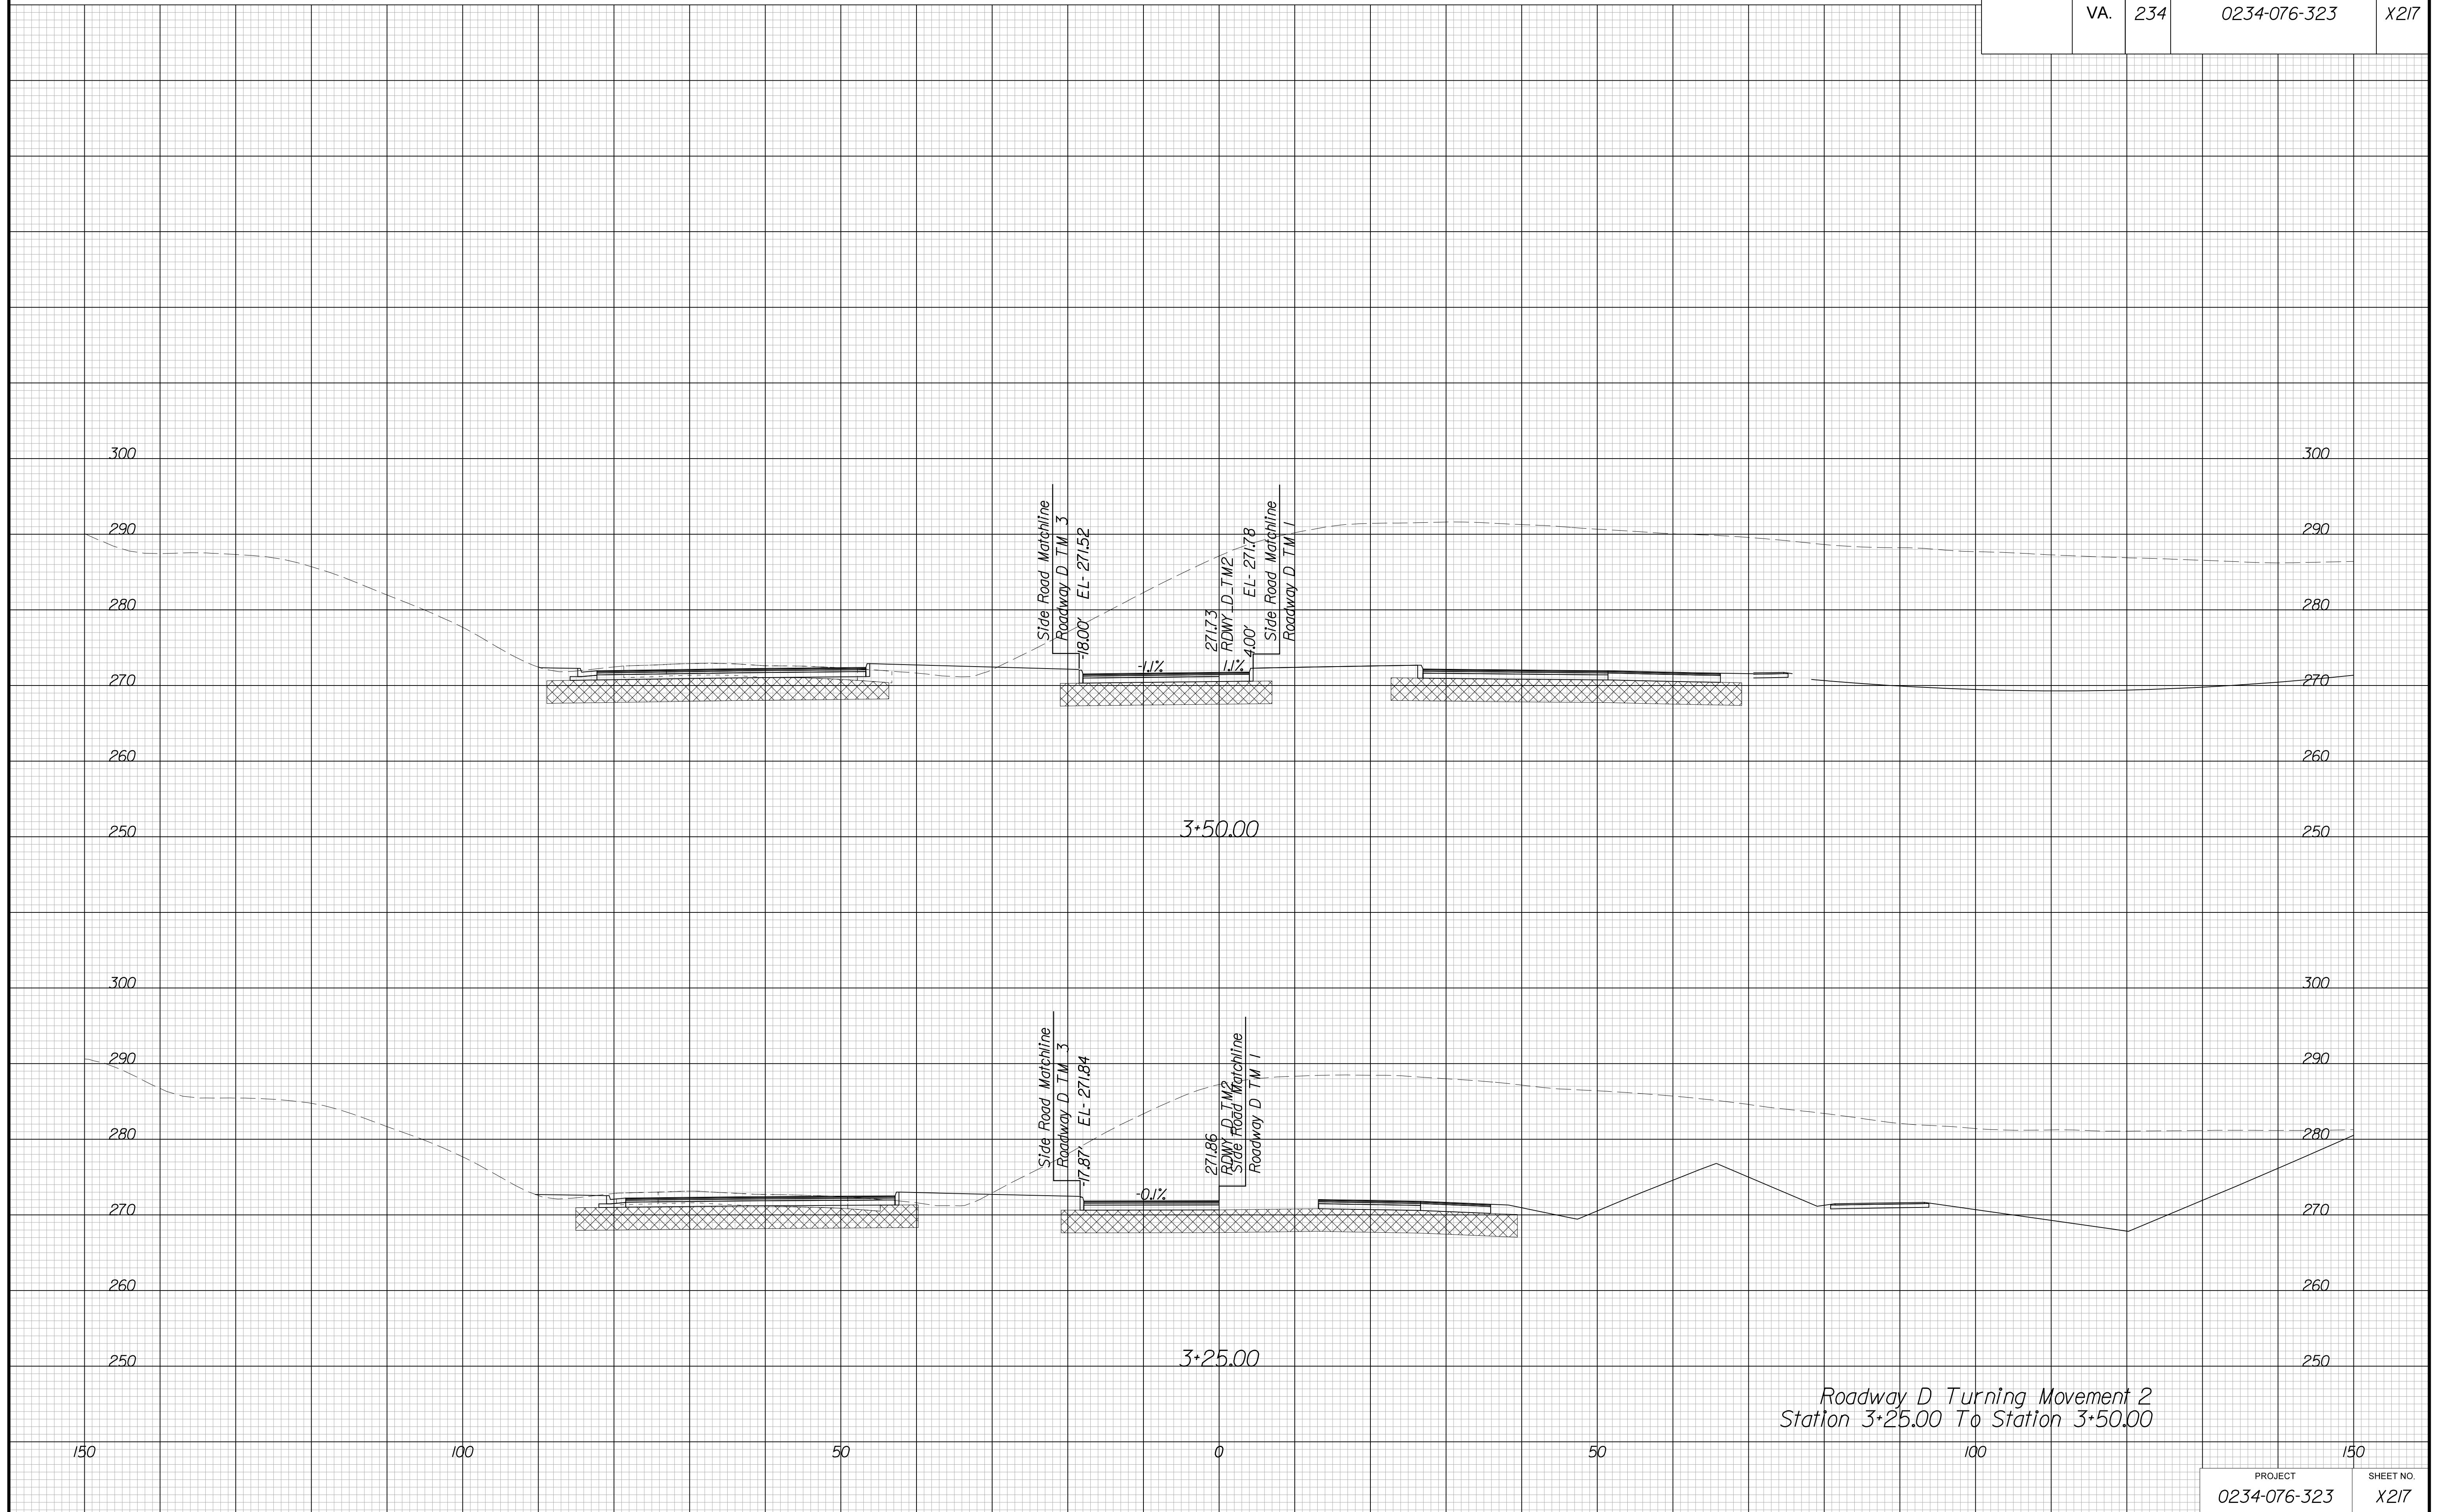 VA. 234 0234-076-323 X217
300 300
290 290
280 280
270 270
260 260
250 250
Side Road Matchline
Roadway D TM 3
-18.00' EL- 271.52
271.73
RDWY_D_TM2
4.00' EL- 271.78
Side Road Matchline
Roadway D TM 1
-1.1% 1.1%
3+50.00
300 300
290 290
280 280
270 270
260 260
250 250
Side Road Matchline
Roadway D TM 3
-17.87' EL- 271.84
271.86
RDWY_D_TM2
Side Road Matchline
Roadway D TM 1
-0.1%
3+25.00
Roadway D Turning Movement 2
Station 3+25.00 To Station 3+50.00
150 100 50 0 50 100 150
PROJECT SHEET NO.
0234-076-323 X217